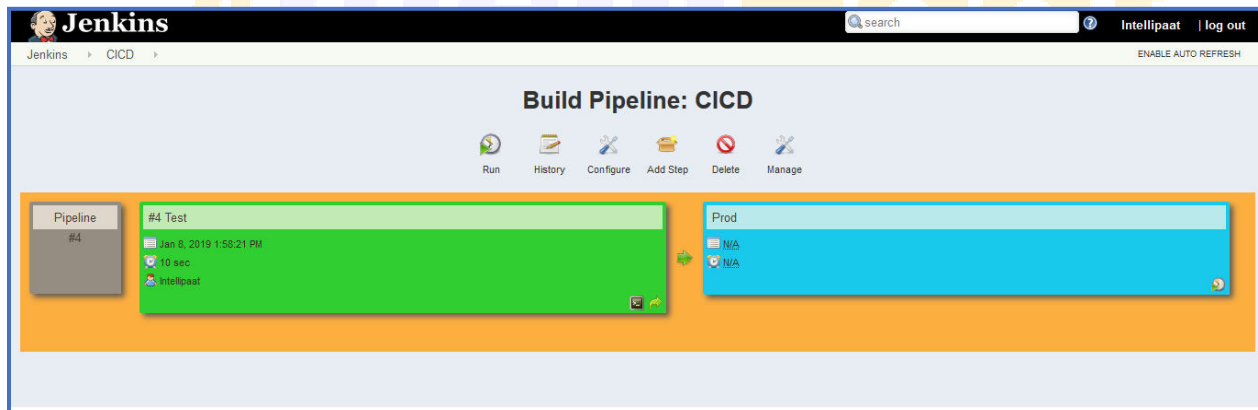 Jenkins
search
Intellipaat | log out
Jenkins CICD
ENABLE AUTO REFRESH
Build Pipeline: CICD
Run History Configure Add Step Delete Manage
Pipeline
#4
#4 Test
Jan 8, 2019 1:58:21 PM
10 sec
Intellipaat
Prod
N/A
N/A